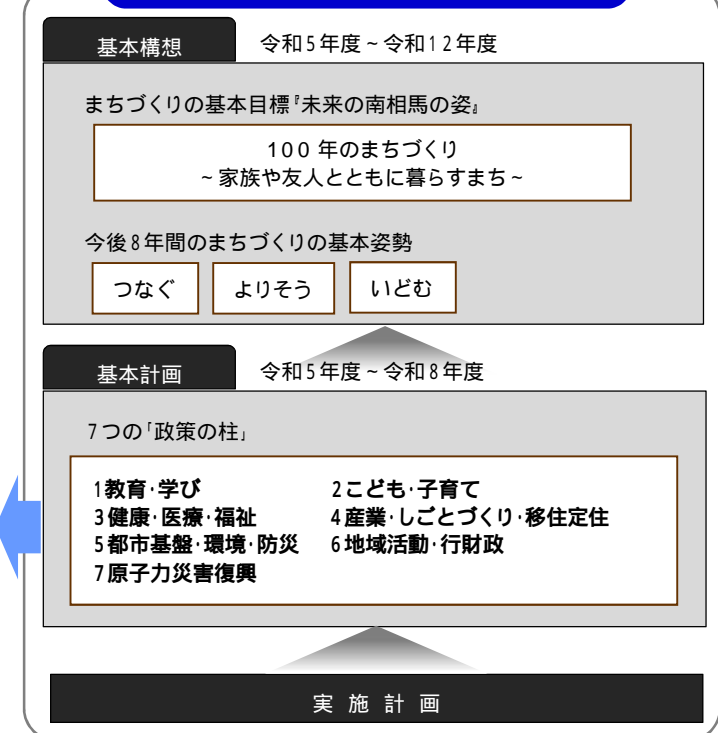 基本構想 令和5年度～令和12年度
まちづくりの基本目標『未来の南相馬の姿』
100年のまちづくり
～家族や友人とともに暮らすまち～
今後8年間のまちづくりの基本姿勢
つなぐ よりそう いどむ
基本計画 令和5年度～令和8年度
7つの「政策の柱」
1教育・学び 2こども・子育て
3健康・医療・福祉 4産業・しごとづくり・移住定住
5都市基盤・環境・防災 6地域活動・行財政
7原子力災害復興
実施計画